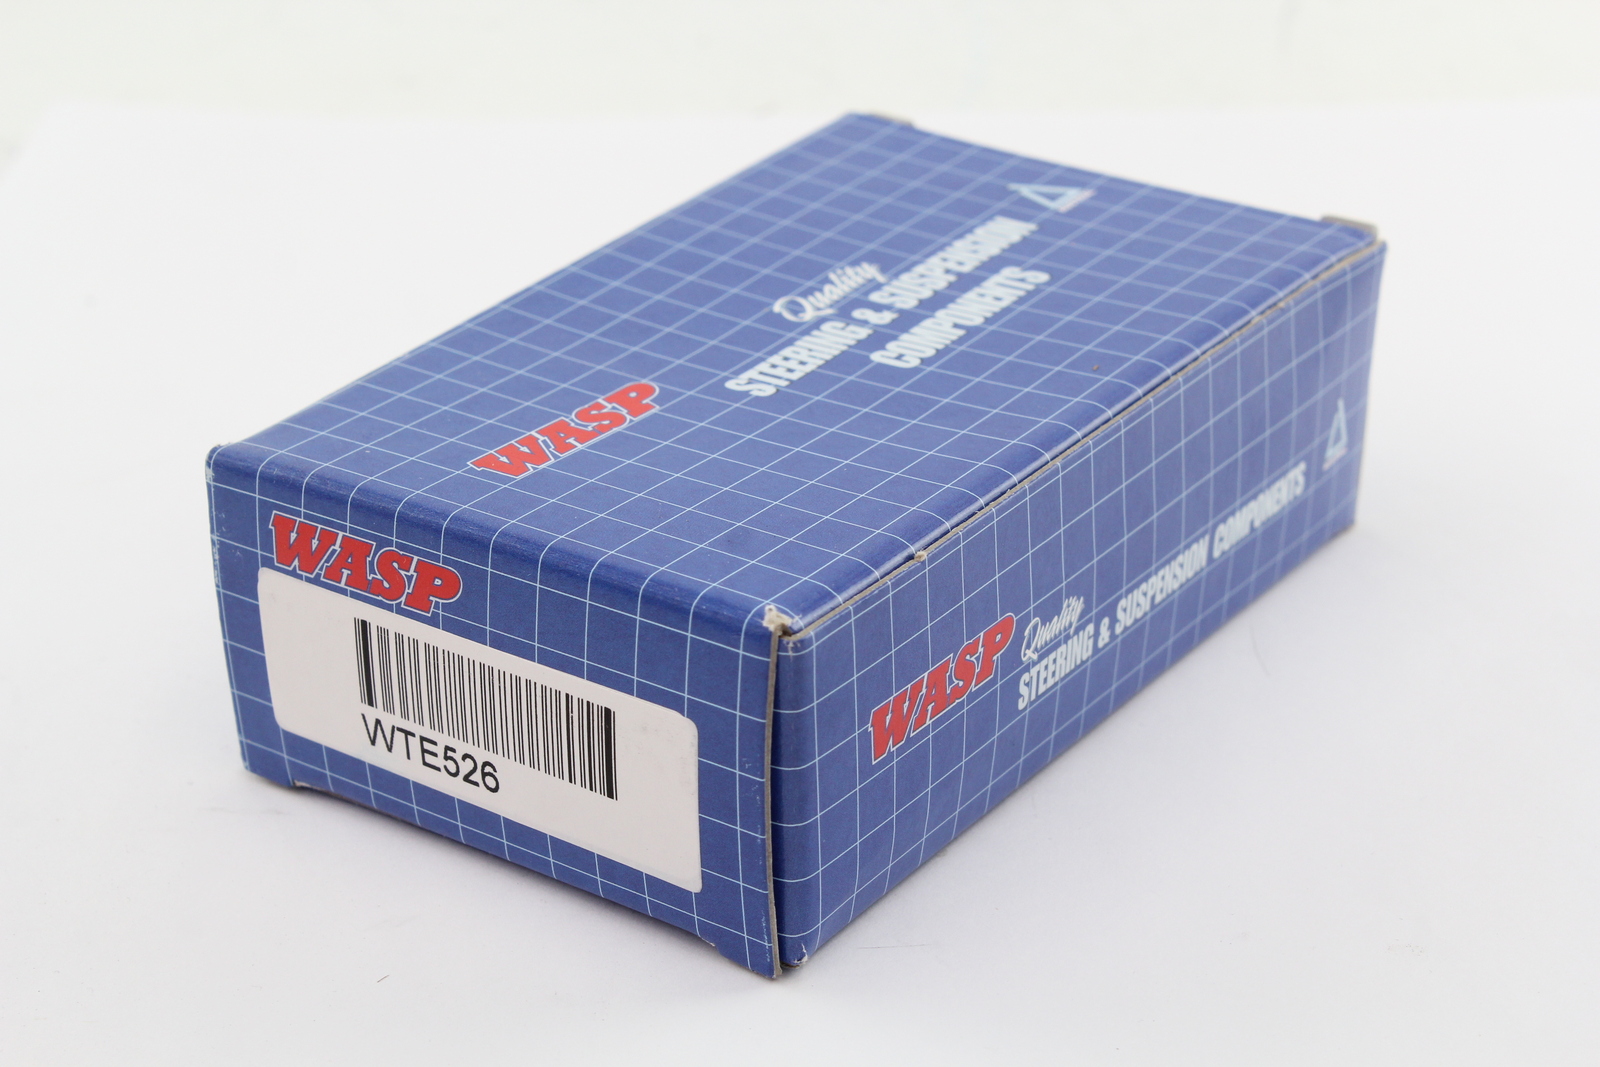 WASP
Quality
STEERING & SUSPENSION
COMPONENTS
WASP
WTE526
WASP
Quality
STEERING & SUSPENSION COMPONENTS